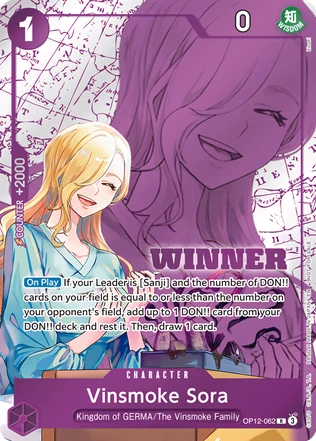 1
0
知
WISDOM
COUNTER +2000
WINNER
On Play If your Leader is [Sanji] and the number of DON!!
cards on your field is equal to or less than the number on
your opponent's field, add up to 1 DON!! card from your
DON!! deck and rest it. Then, draw 1 card.
CHARACTER
Vinsmoke Sora
Kingdom of GERMA/The Vinsmoke Family
OP12-062 R 3